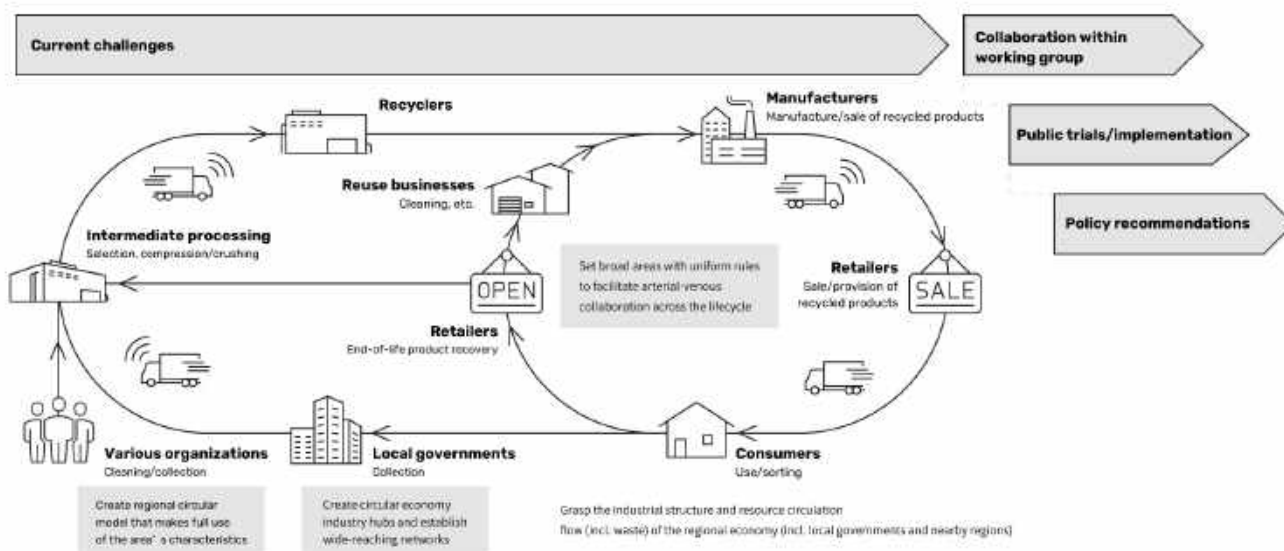 Current challenges
Collaboration within
working group
Public trials/implementation
Policy recommendations
Recyclers
Manufacturers
Manufacture/sale of recycled products
Reuse businesses
Cleaning, etc.
Intermediate processing
Selection, compression/crushing
OPEN
Set broad areas with uniform rules
to facilitate arterial-venous
collaboration across the lifecycle
Retailers
Sale/provision of
recycled products
SALE
Retailers
End-of-life product recovery
Various organizations
Cleaning/collection
Local governments
Collection
Consumers
Use/sorting
Create regional circular
model that makes full use
of the area' s characteristics
Create circular economy
industry hubs and establish
wide-reaching networks
Grasp the industrial structure and resource circulation
flow (incl. waste) of the regional economy (incl. local governments and nearby regions)